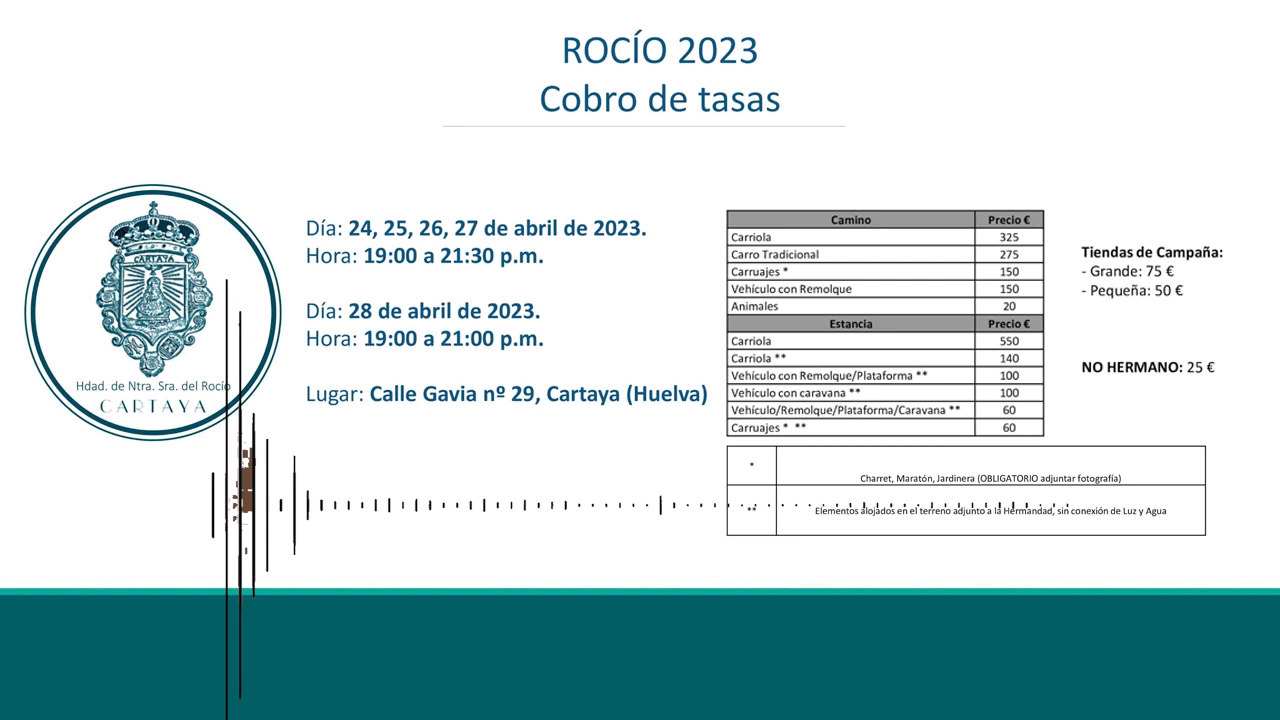 ROCÍO 2023
Cobro de tasas
CARTAYA
Hdad. de Ntra. Sra. del Rocío
CARTAYA
Día: 24, 25, 26, 27 de abril de 2023.
Hora: 19:00 a 21:30 p.m.
Día: 28 de abril de 2023.
Hora: 19:00 a 21:00 p.m.
Lugar: Calle Gavia nº 29, Cartaya (Huelva)
Camino Precio €
Carriola 325
Carro Tradicional 275
Carruajes * 150
Vehículo con Remolque 150
Animales 20
Estancia Precio €
Carriola 550
Carriola ** 140
Vehículo con Remolque/Plataforma ** 100
Vehículo con caravana ** 100
Vehículo/Remolque/Plataforma/Caravana ** 60
Carruajes * ** 60
* Charret, Maratón, Jardinera (OBLIGATORIO adjuntar fotografía)
** Elementos alojados en el terreno adjunto a la Hermandad, sin conexión de Luz y Agua
Tiendas de Campaña:
- Grande: 75 €
- Pequeña: 50 €
NO HERMANO: 25 €